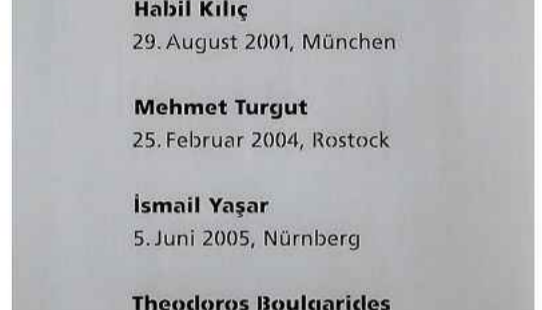 Habil Kılıç
29. August 2001, München
Mehmet Turgut
25. Februar 2004, Rostock
İsmail Yaşar
5. Juni 2005, Nürnberg
Theodoros Boulgarides